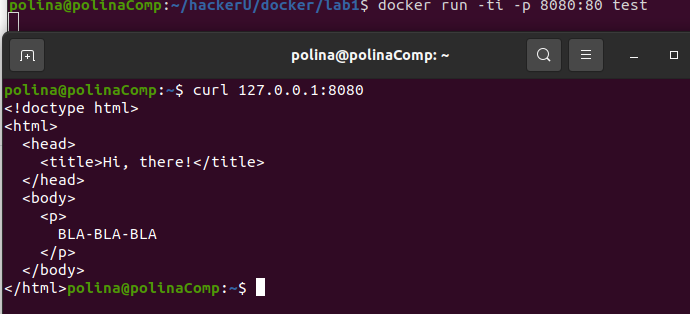 polina@polinaComp:~/hackerU/docker/lab1$ docker run -ti -p 8080:80 test
polina@polinaComp: ~
polina@polinaComp:~$ curl 127.0.0.1:8080
<!doctype html>
<html>
  <head>
    <title>Hi, there!</title>
  </head>
  <body>
    <p>
      BLA-BLA-BLA
    </p>
  </body>
</html>polina@polinaComp:~$